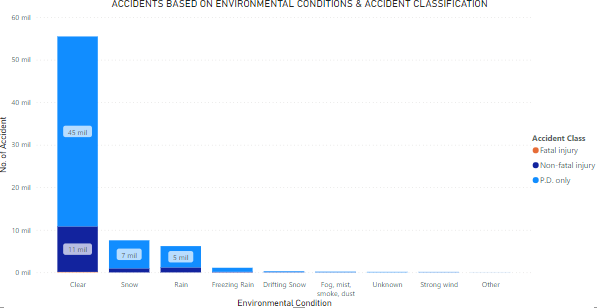 ACCIDENTS BASED ON ENVIRONMENTAL CONDITIONS & ACCIDENT CLASSIFICATION
60 mil
50 mil
40 mil
30 mil
20 mil
10 mil
0 mil
No. of Accident
45 mil
11 mil
7 mil
5 mil
Clear
Snow
Rain
Freezing Rain
Drifting Snow
Fog, mist,
smoke, dust
Unknown
Strong wind
Other
Environmental Condition
Accident Class
Fatal injury
Non-fatal injury
P.D. only